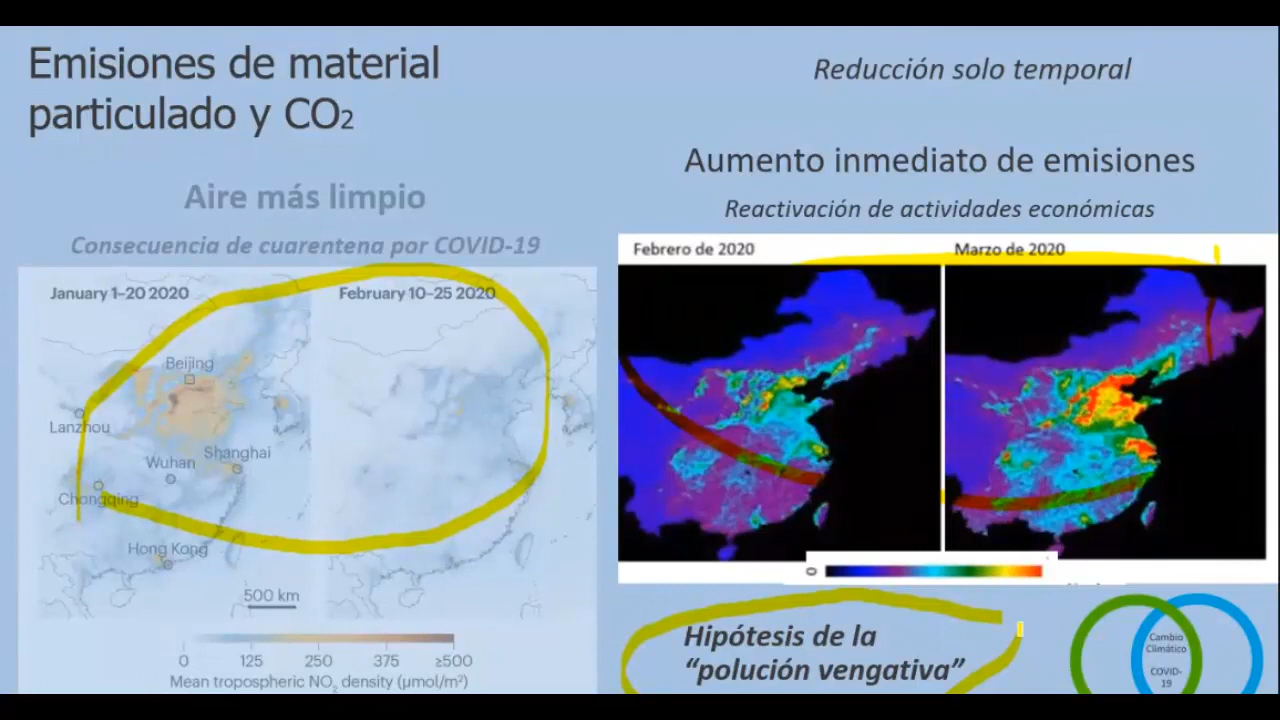 Emisiones de material
particulado y CO₂
Aire más limpio
Consecuencia de cuarentena por COVID-19
January 1–20 2020
February 10–25 2020
Beijing
Lanzhou
Shanghai
Wuhan
Chongqing
Hong Kong
500 km
0 125 250 375 ≥500
Mean tropospheric NO₂ density (µmol/m²)
Reducción solo temporal
Aumento inmediato de emisiones
Reactivación de actividades económicas
Febrero de 2020
Marzo de 2020
0
Hipótesis de la
“polución vengativa”
Cambio
Climático
COVID-
19